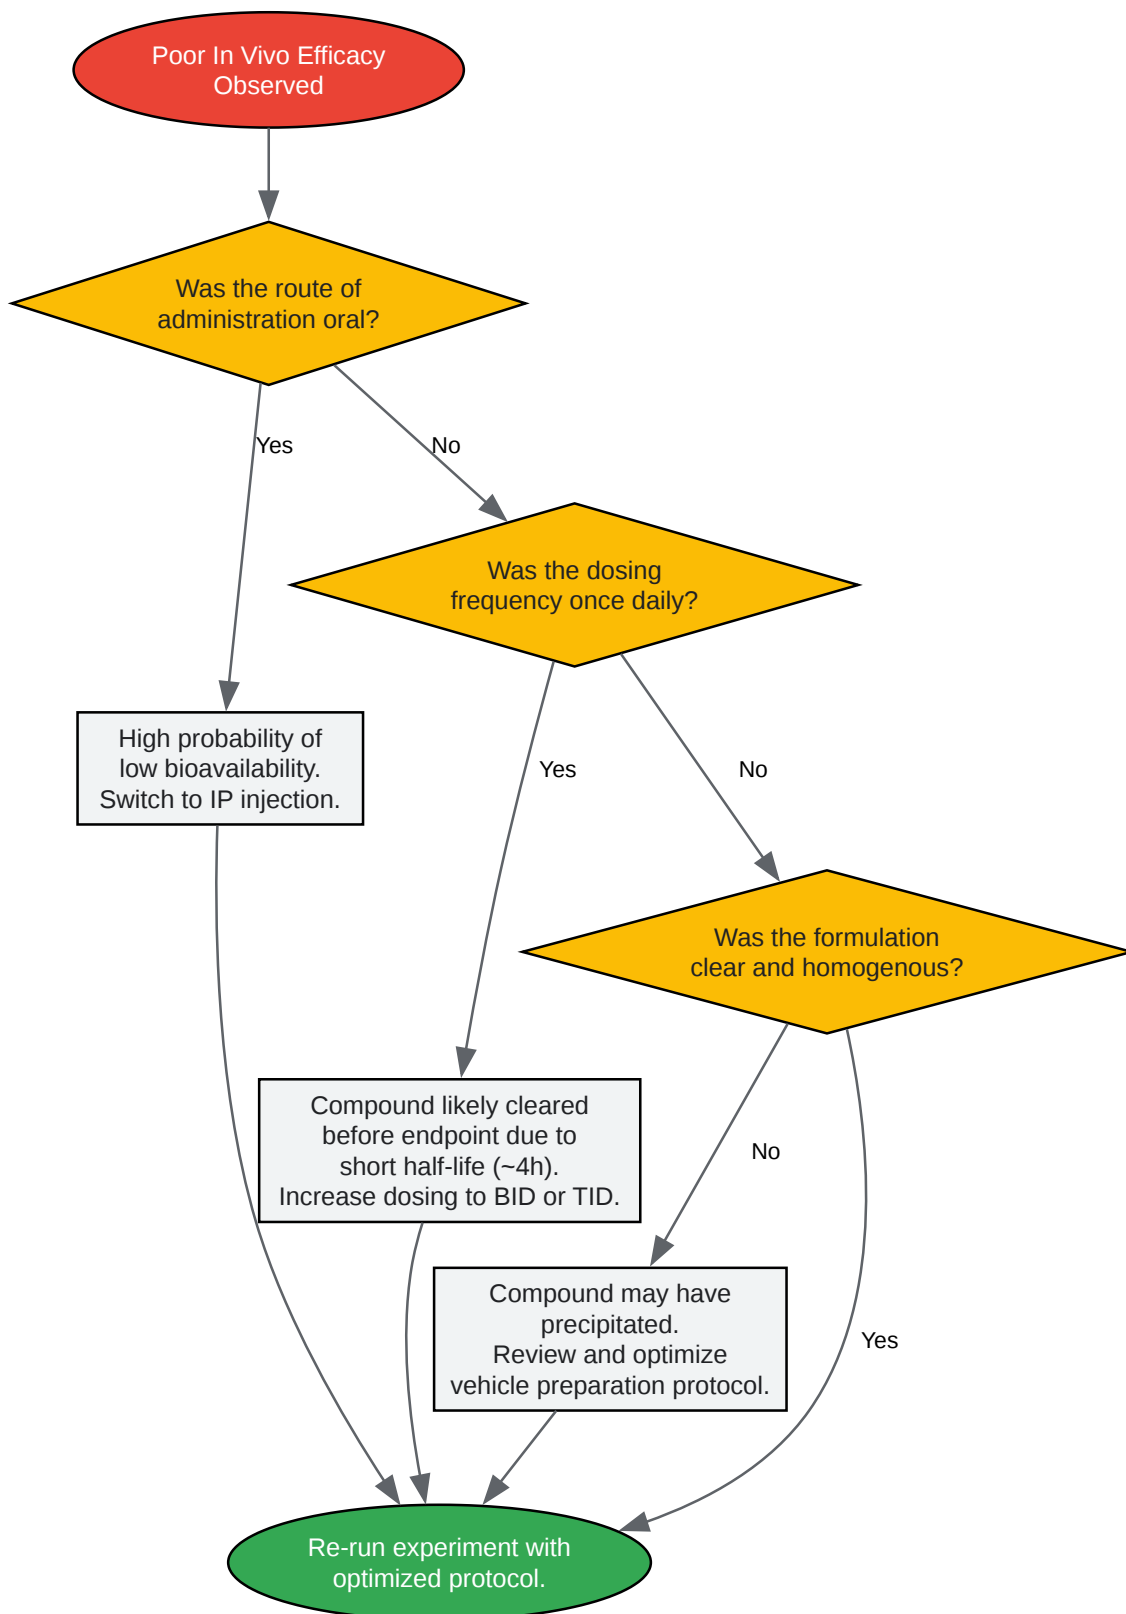 Poor In Vivo Efficacy
Observed
Was the route of
administration oral?
Yes
No
Was the dosing
frequency once daily?
High probability of
low bioavailability.
Switch to IP injection.
Yes
No
Was the formulation
clear and homogenous?
Compound likely cleared
before endpoint due to
short half-life (~4h).
Increase dosing to BID or TID.
No
Compound may have
precipitated.
Review and optimize
vehicle preparation protocol.
Yes
Re-run experiment with
optimized protocol.